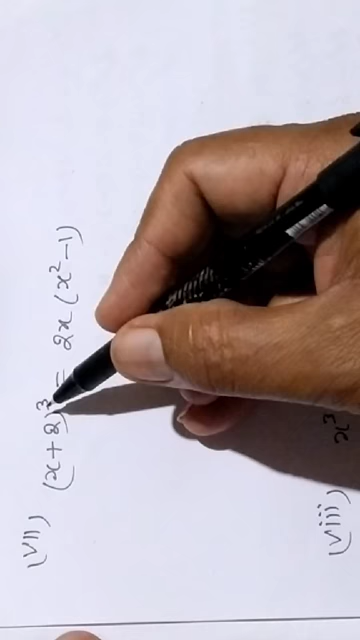 (vii) (x+2)³ = 2x(x²-1)
(viii) x³